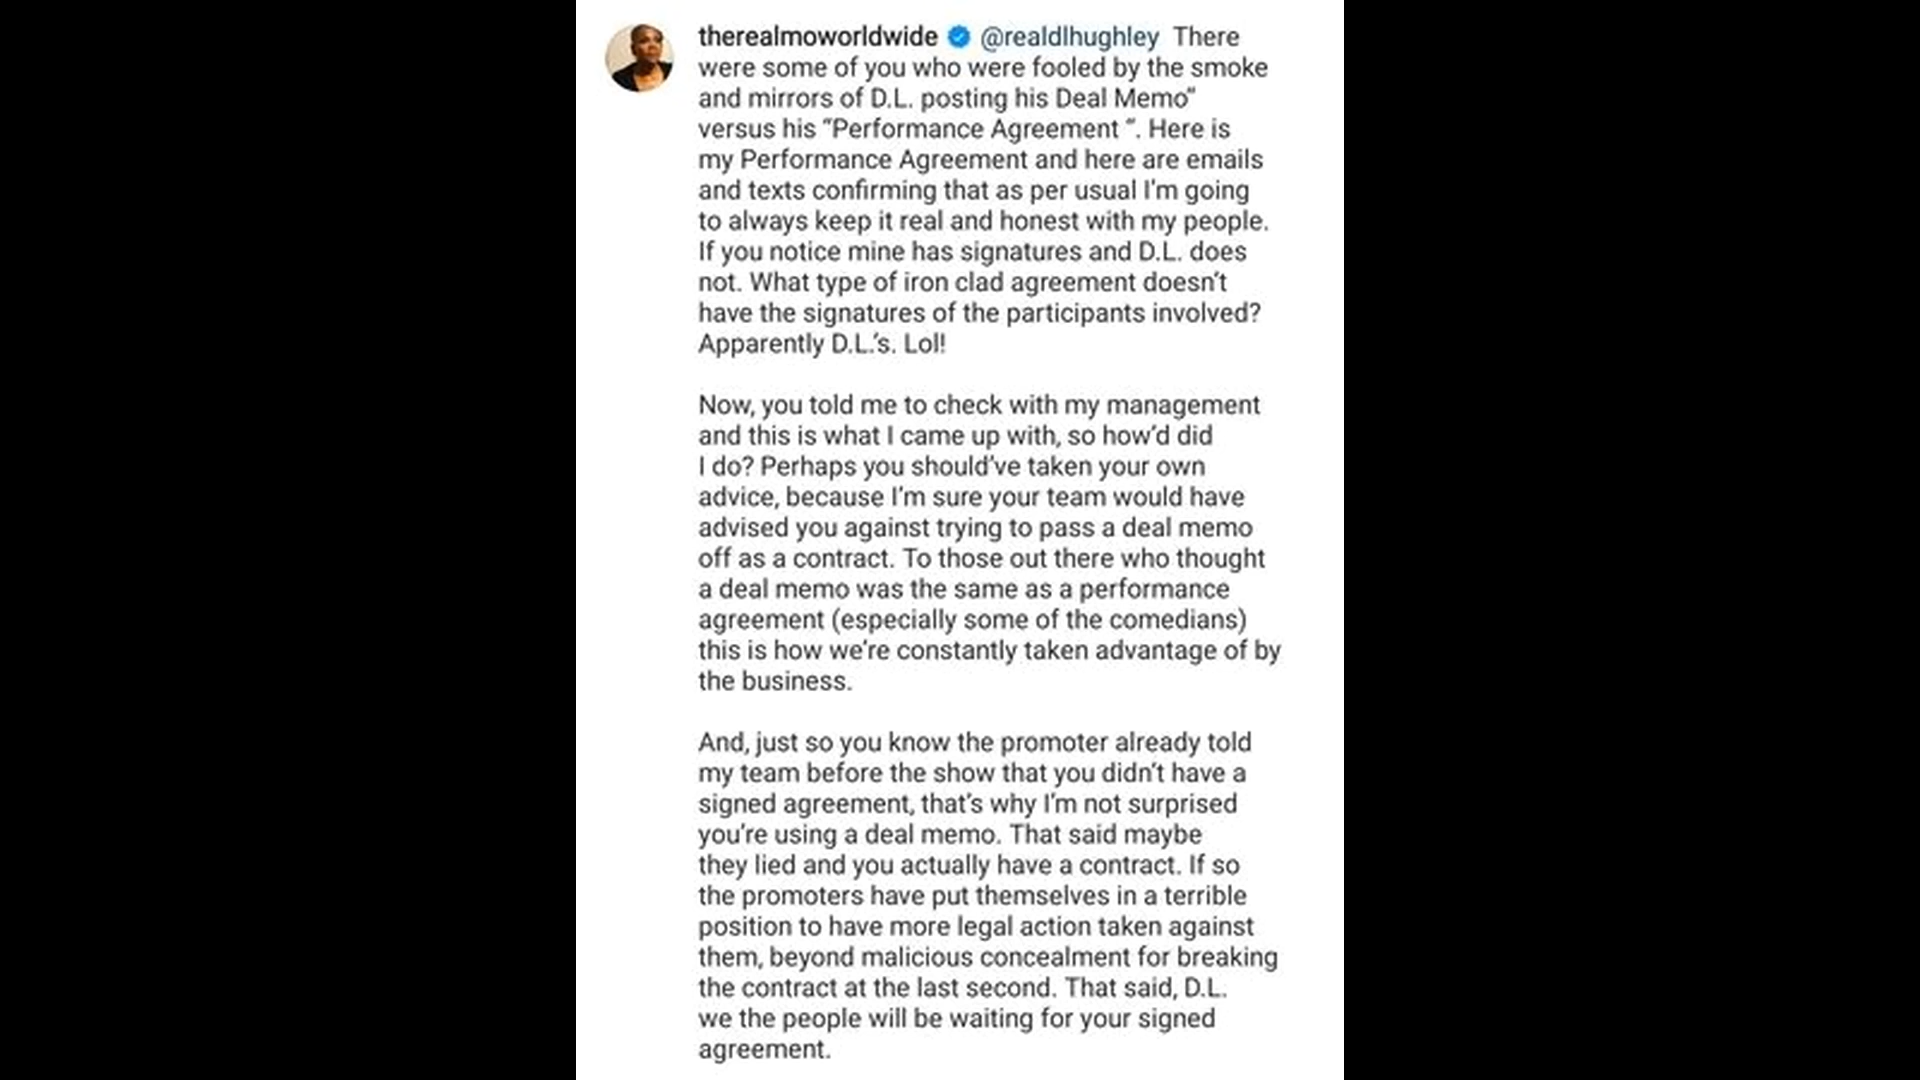 therealmoworldwide @realdlhughley There
were some of you who were fooled by the smoke
and mirrors of D.L. posting his Deal Memo”
versus his “Performance Agreement “. Here is
my Performance Agreement and here are emails
and texts confirming that as per usual I’m going
to always keep it real and honest with my people.
If you notice mine has signatures and D.L. does
not. What type of iron clad agreement doesn’t
have the signatures of the participants involved?
Apparently D.L.’s. Lol!
Now, you told me to check with my management
and this is what I came up with, so how’d did
I do? Perhaps you should’ve taken your own
advice, because I’m sure your team would have
advised you against trying to pass a deal memo
off as a contract. To those out there who thought
a deal memo was the same as a performance
agreement (especially some of the comedians)
this is how we’re constantly taken advantage of by
the business.
And, just so you know the promoter already told
my team before the show that you didn’t have a
signed agreement, that’s why I’m not surprised
you’re using a deal memo. That said maybe
they lied and you actually have a contract. If so
the promoters have put themselves in a terrible
position to have more legal action taken against
them, beyond malicious concealment for breaking
the contract at the last second. That said, D.L.
we the people will be waiting for your signed
agreement.